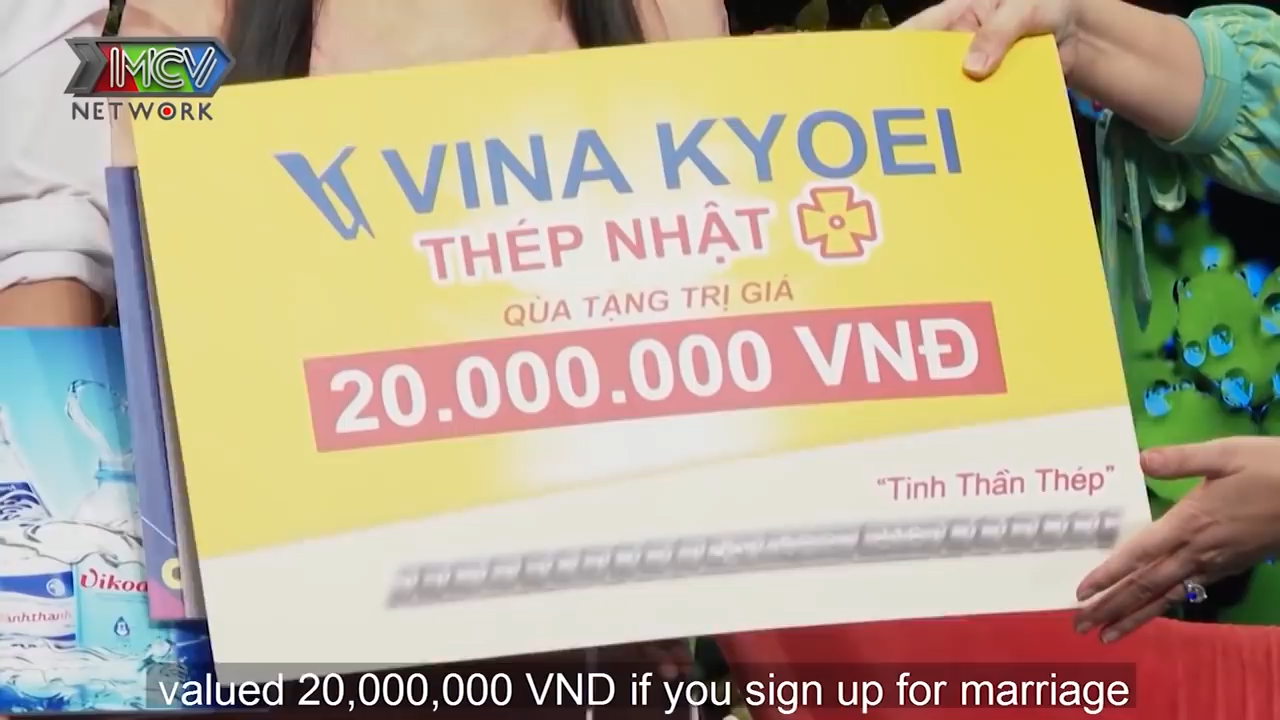 MCV
NETWORK
VINA KYOEI
THÉP NHẬT
QÙA TẶNG TRỊ GIÁ
20.000.000 VNĐ
“Tinh Thần Thép”
valued 20,000,000 VND if you sign up for marriage